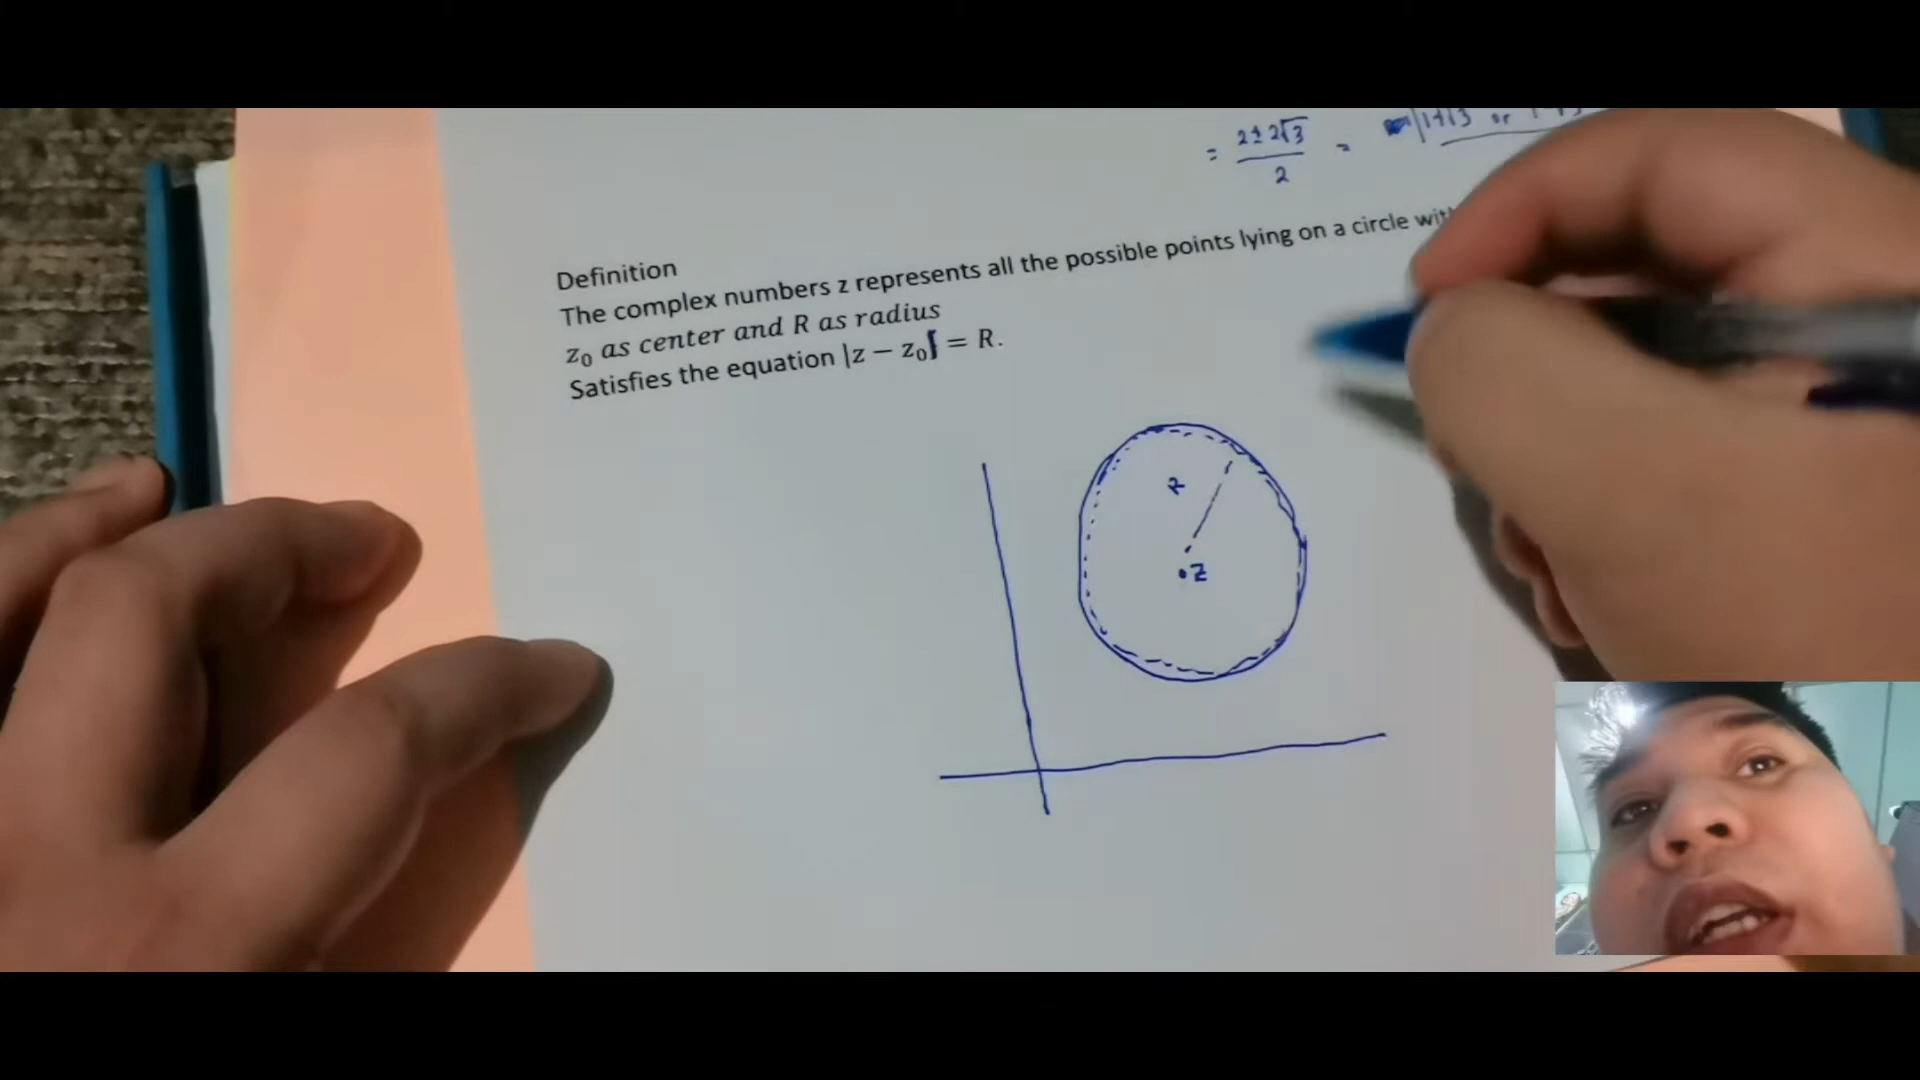 = 2 ± 2√3 / 2 =
or
Definition
The complex numbers z represents all the possible points lying on a circle
z₀ as center and R as radius
Satisfies the equation |z − z₀| = R.
R
z